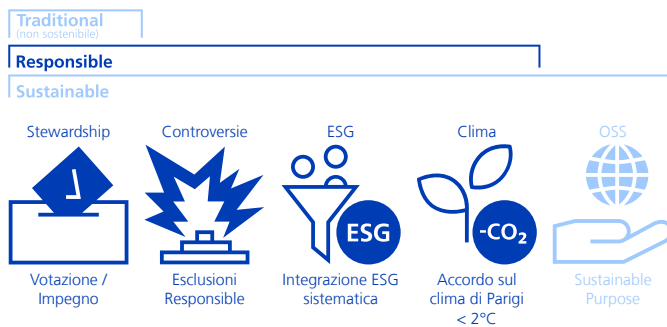 Traditional
(non sostenibile)
Responsible
Sustainable
Stewardship
Controversie
ESG
Clima
OSS
ESG
-CO₂
Votazione /
Impegno
Esclusioni
Responsible
Integrazione ESG
sistematica
Accordo sul
clima di Parigi
< 2°C
Sustainable
Purpose